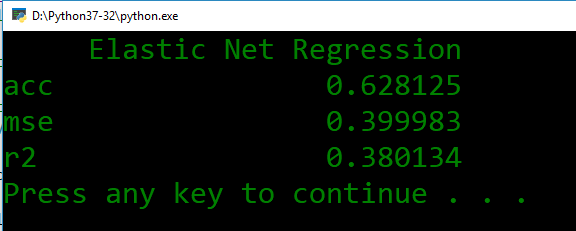 D:\Python37-32\python.exe
Elastic Net Regression
acc 0.628125
mse 0.399983
r2 0.380134
Press any key to continue . . .